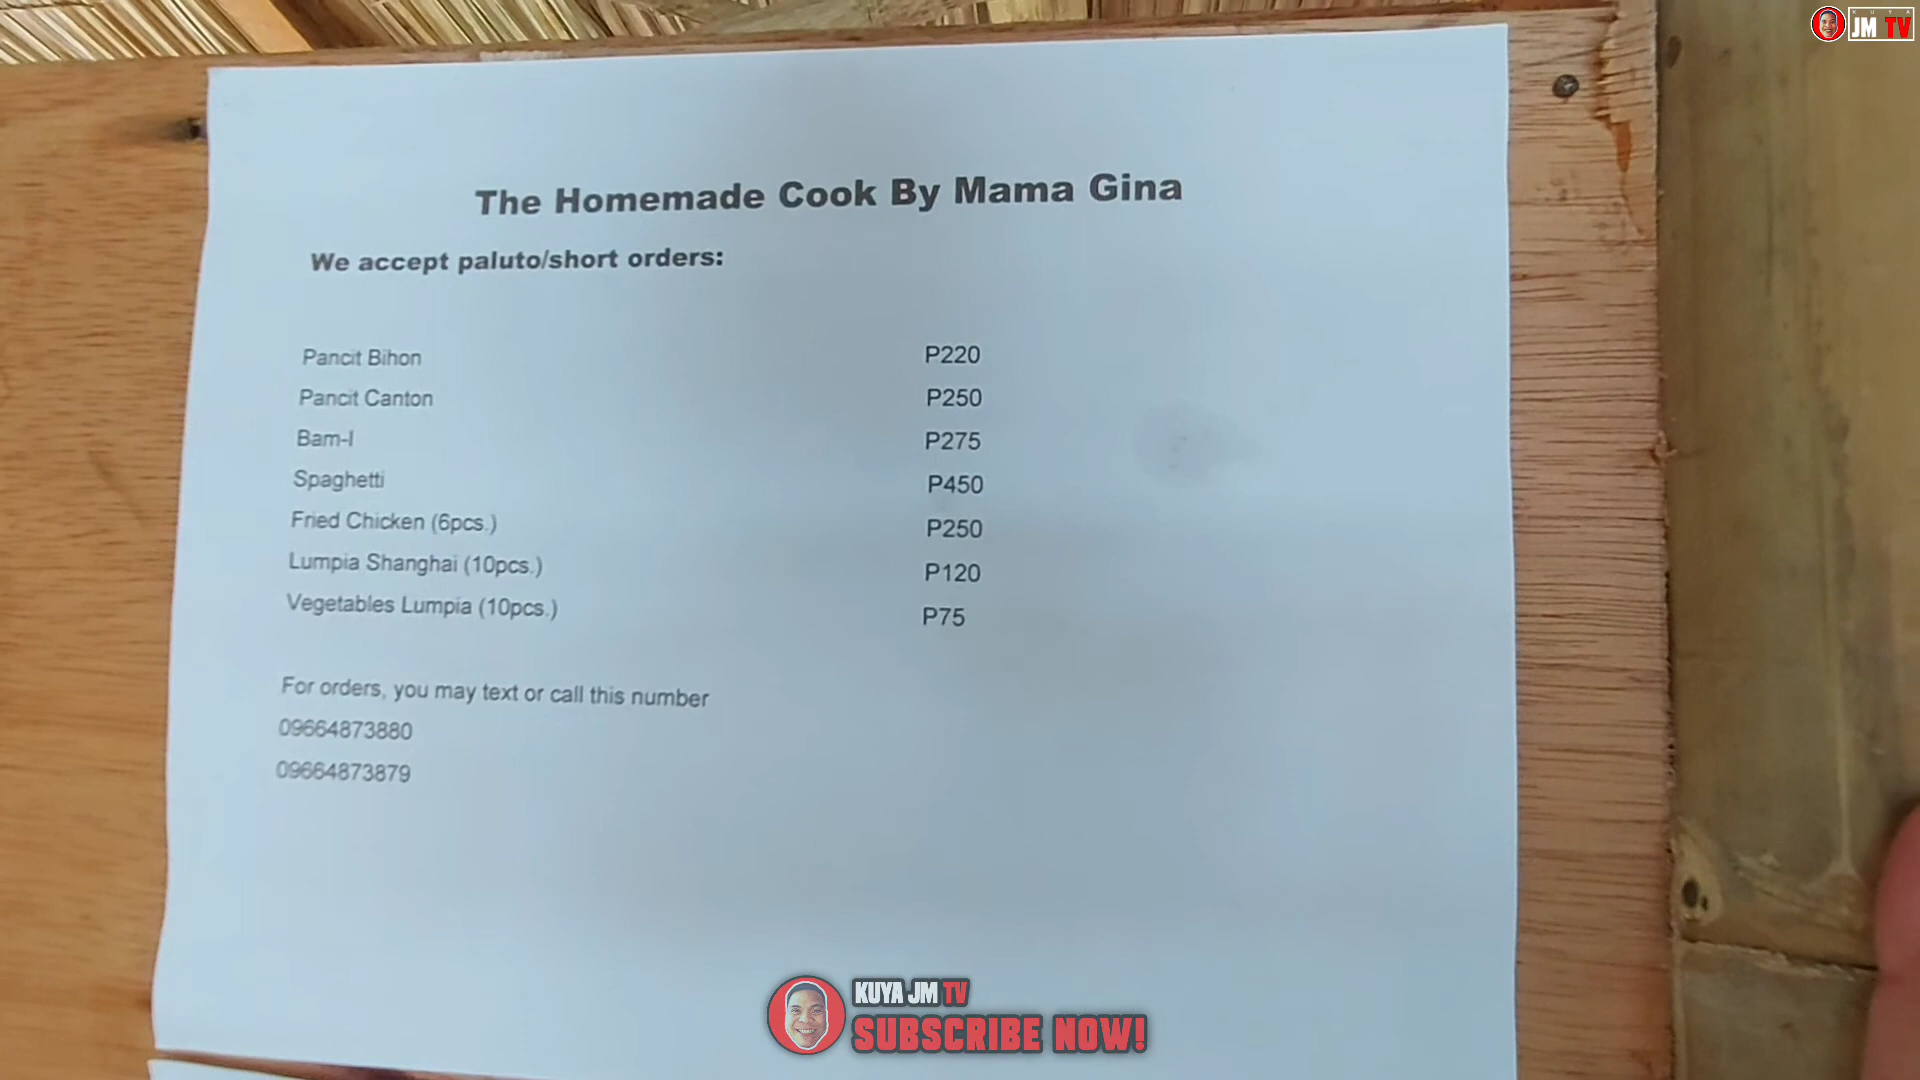 KUYA
JM TV
The Homemade Cook By Mama Gina
We accept paluto/short orders:
Pancit Bihon P220
Pancit Canton P250
Bam-I P275
Spaghetti P450
Fried Chicken (6pcs.) P250
Lumpia Shanghai (10pcs.) P120
Vegetables Lumpia (10pcs.) P75
For orders, you may text or call this number
09664873880
09664873879
KUYA JM TV
SUBSCRIBE NOW!